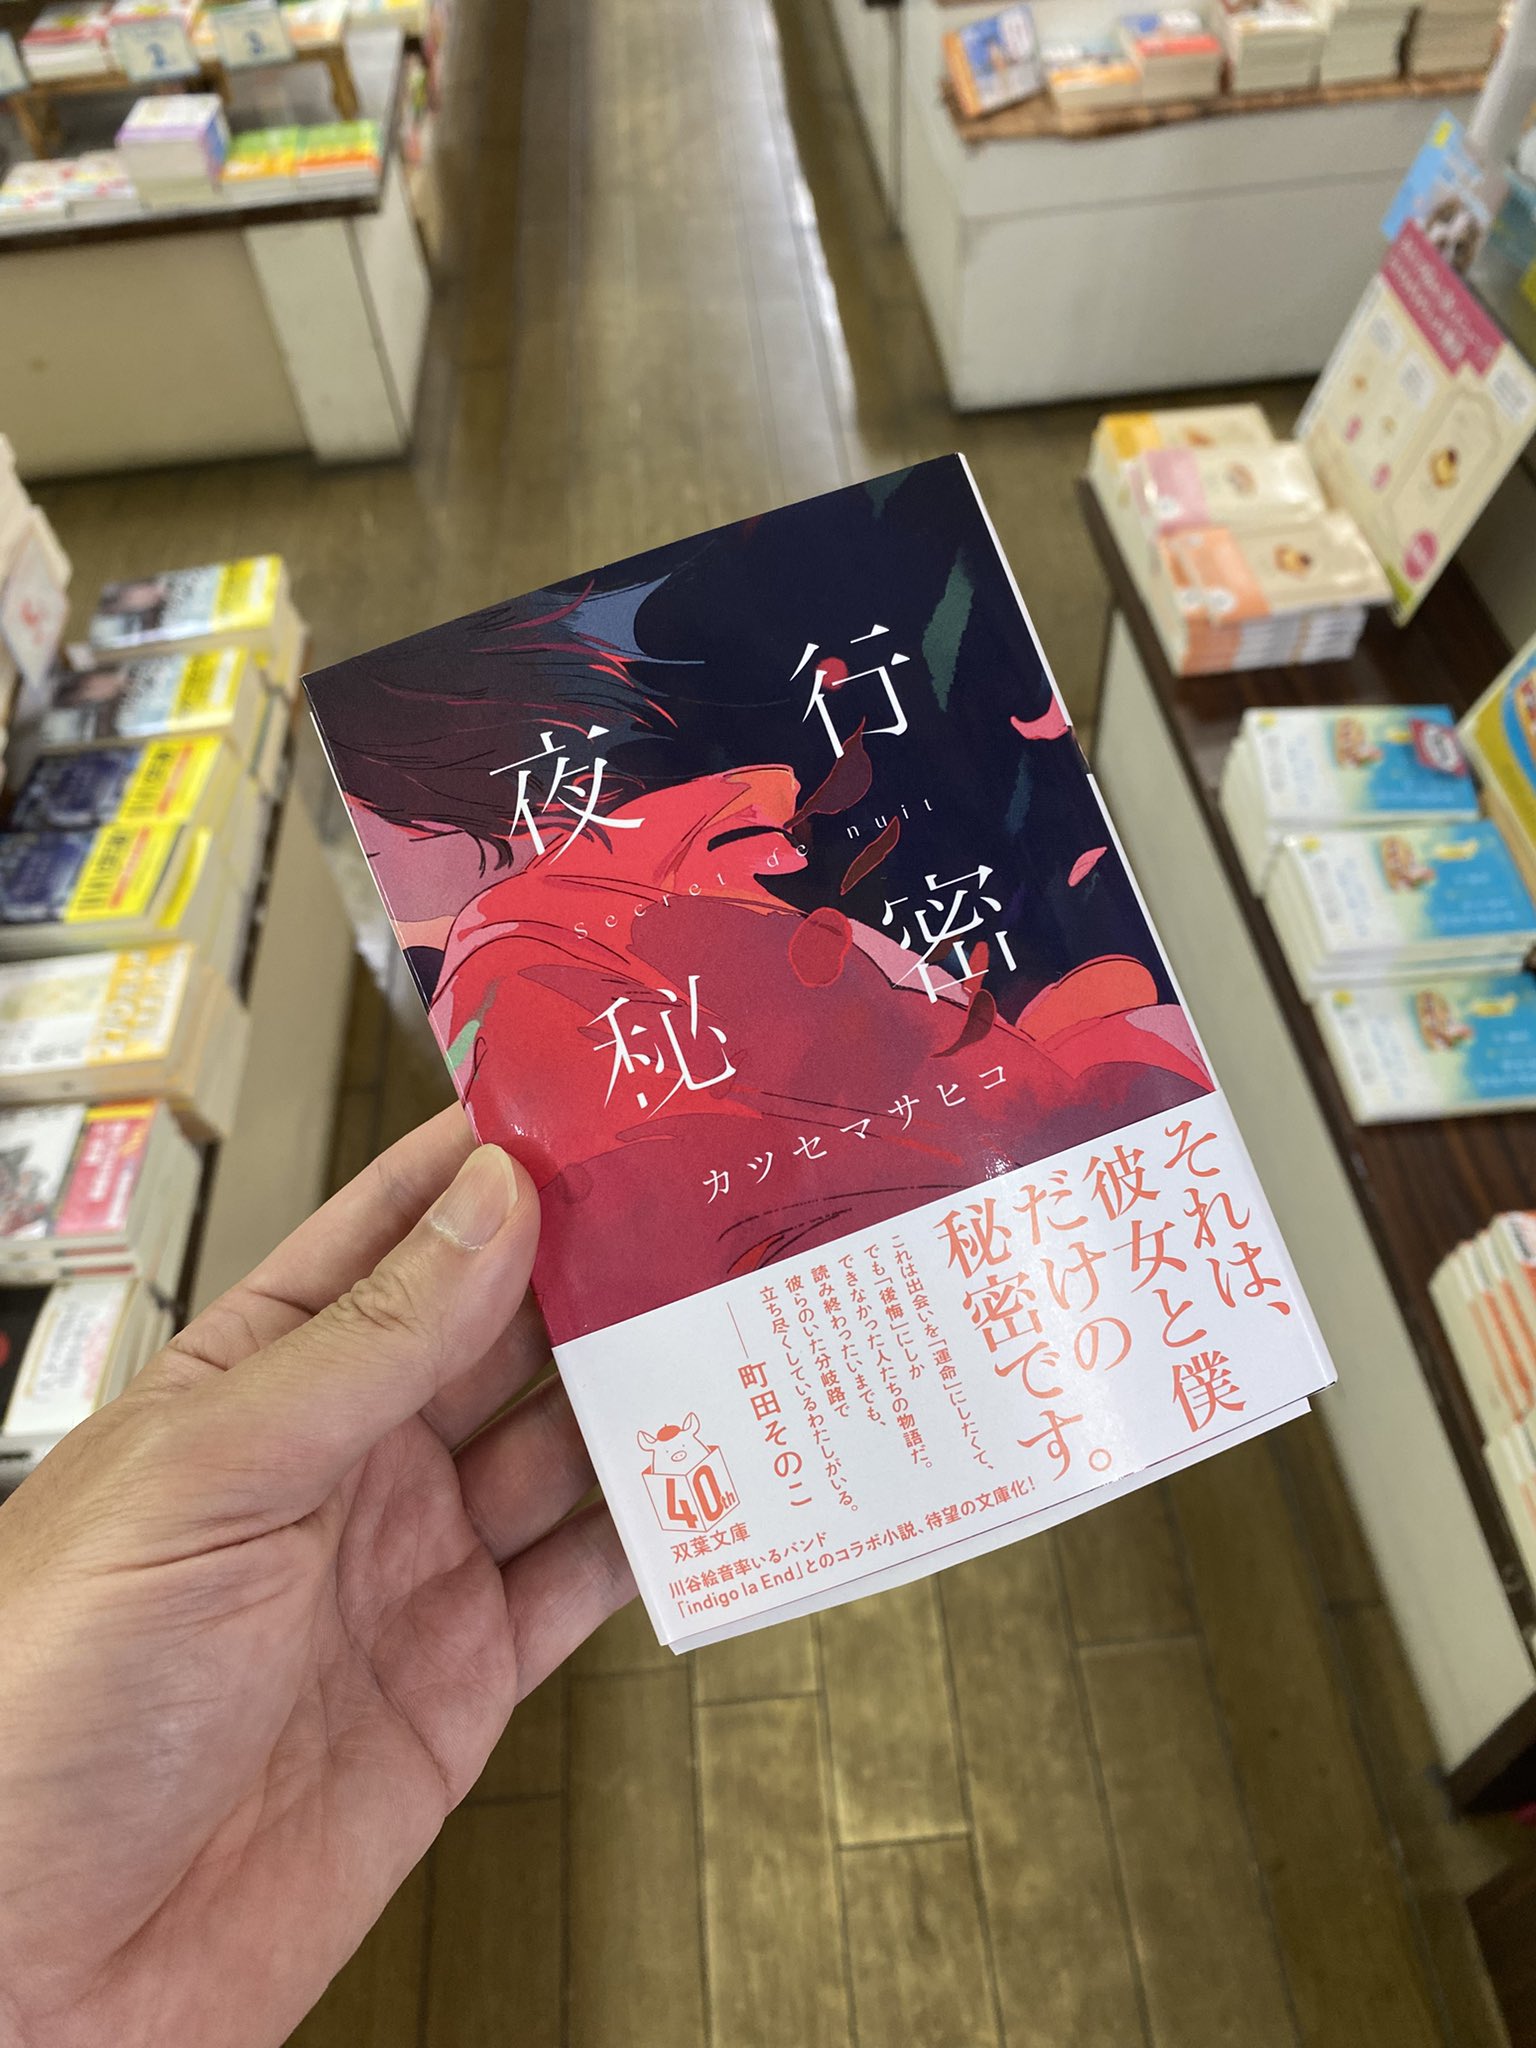 夜行秘密
Secret de nuit
カツセマサヒコ
それは、
彼女と僕
だけの
秘密です。
これは出会いを「運命」にしたくて、
でも「後悔」にしか
できなかった人たちの物語だ。
読み終わったいまでも、
彼らのいた分岐路で
立ち尽くしているわたしがいる。
──町田そのこ
40th
双葉文庫
川谷絵音率いるバンド
「indigo la End」とのコラボ小説、待望の文庫化!